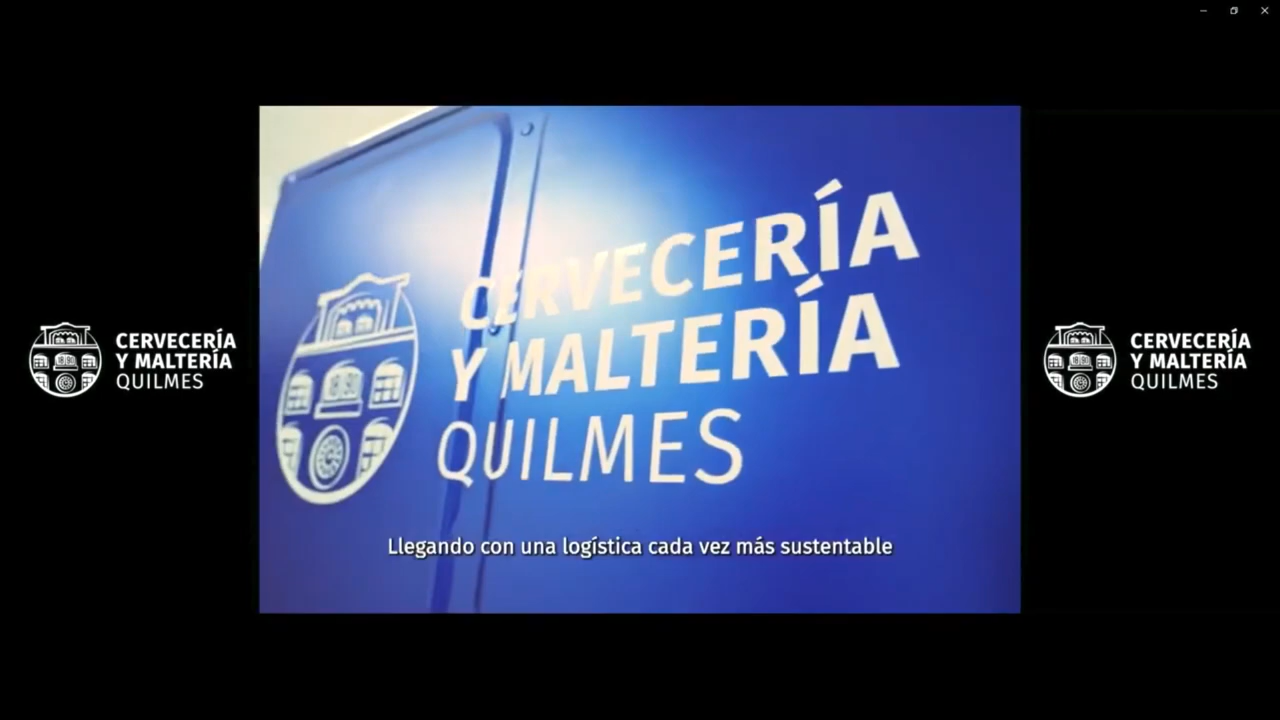 CERVECERÍA
Y MALTERÍA
QUILMES
CERVECERÍA
Y MALTERÍA
QUILMES
Llegando con una logística cada vez más sustentable
CERVECERÍA
Y MALTERÍA
QUILMES